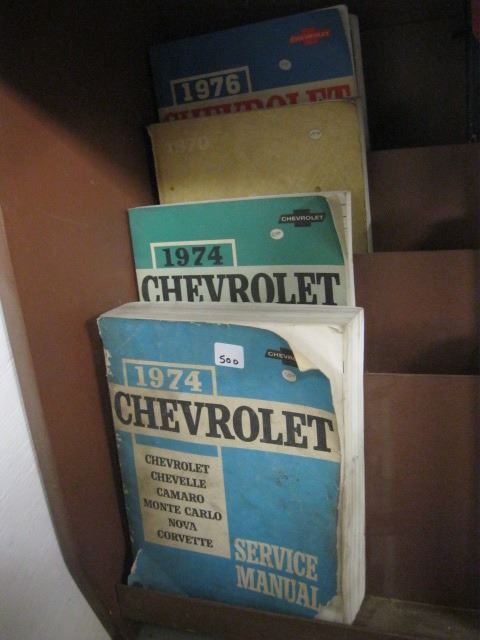 CHEVROLET
1976
CHEVROLET
1970
CHEVROLET
1974
CHEVROLET
500
1974
CHEVROLET
CHEVROLET
CHEVELLE
CAMARO
MONTE CARLO
NOVA
CORVETTE
SERVICE
MANUAL